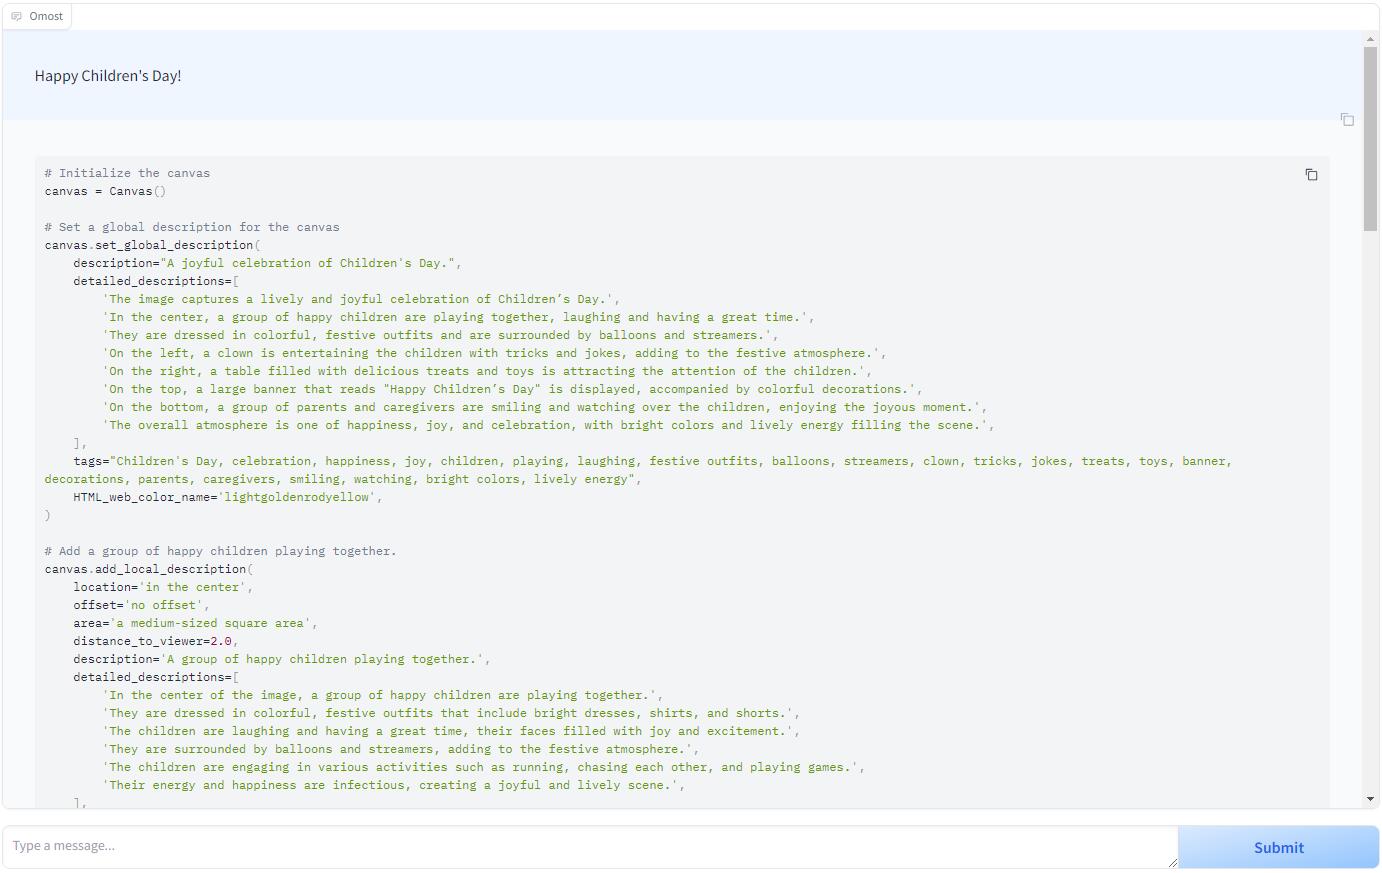 Omost
Happy Children's Day!
# Initialize the canvas
canvas = Canvas()
# Set a global description for the canvas
canvas.set_global_description(
description="A joyful celebration of Children's Day.",
detailed_descriptions=[
'The image captures a lively and joyful celebration of Children’s Day.',
'In the center, a group of happy children are playing together, laughing and having a great time.',
'They are dressed in colorful, festive outfits and are surrounded by balloons and streamers.',
'On the left, a clown is entertaining the children with tricks and jokes, adding to the festive atmosphere.',
'On the right, a table filled with delicious treats and toys is attracting the attention of the children.',
'On the top, a large banner that reads "Happy Children’s Day" is displayed, accompanied by colorful decorations.',
'On the bottom, a group of parents and caregivers are smiling and watching over the children, enjoying the joyous moment.',
'The overall atmosphere is one of happiness, joy, and celebration, with bright colors and lively energy filling the scene.',
],
tags="Children's Day, celebration, happiness, joy, children, playing, laughing, festive outfits, balloons, streamers, clown, tricks, jokes, treats, toys, banner,
decorations, parents, caregivers, smiling, watching, bright colors, lively energy",
HTML_web_color_name='lightgoldenrodyellow',
)
# Add a group of happy children playing together.
canvas.add_local_description(
location='in the center',
offset='no offset',
area='a medium-sized square area',
distance_to_viewer=2.0,
description='A group of happy children playing together.',
detailed_descriptions=[
'In the center of the image, a group of happy children are playing together.',
'They are dressed in colorful, festive outfits that include bright dresses, shirts, and shorts.',
'The children are laughing and having a great time, their faces filled with joy and excitement.',
'They are surrounded by balloons and streamers, adding to the festive atmosphere.',
'The children are engaging in various activities such as running, chasing each other, and playing games.',
'Their energy and happiness are infectious, creating a joyful and lively scene.',
],
Type a message...
Submit